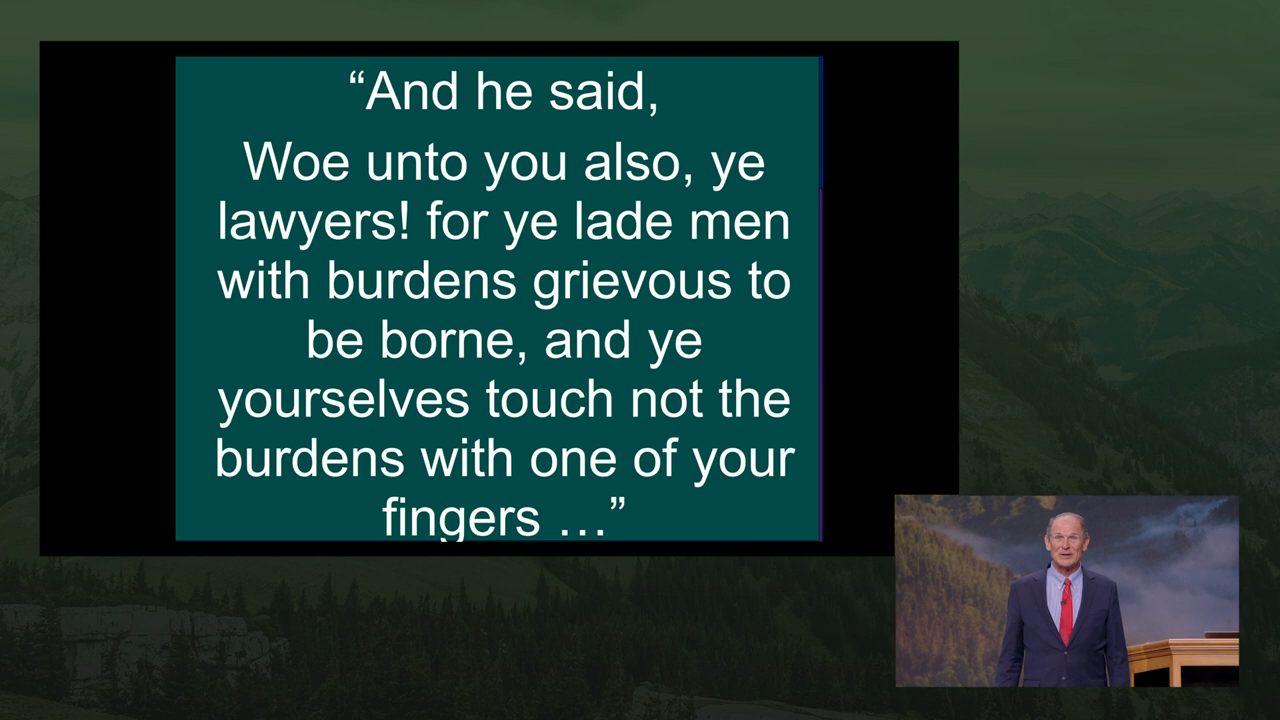 “And he said,
Woe unto you also, ye
lawyers! for ye lade men
with burdens grievous to
be borne, and ye
yourselves touch not the
burdens with one of your
fingers …”